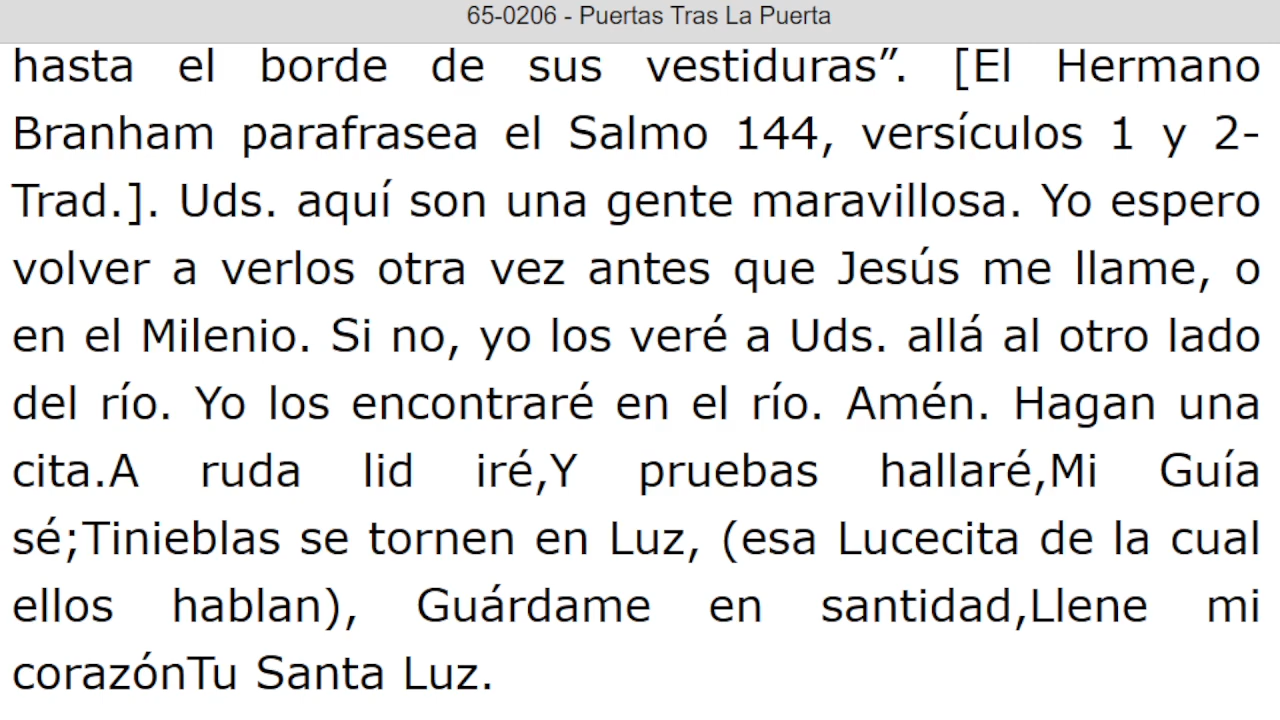 65-0206 - Puertas Tras La Puerta
hasta el borde de sus vestiduras”. [El Hermano
Branham parafrasea el Salmo 144, versículos 1 y 2-
Trad.]. Uds. aquí son una gente maravillosa. Yo espero
volver a verlos otra vez antes que Jesús me llame, o
en el Milenio. Si no, yo los veré a Uds. allá al otro lado
del río. Yo los encontraré en el río. Amén. Hagan una
cita.A ruda lid iré,Y pruebas hallaré,Mi Guía
sé;Tinieblas se tornen en Luz, (esa Lucecita de la cual
ellos hablan), Guárdame en santidad,Llene mi
corazónTu Santa Luz.